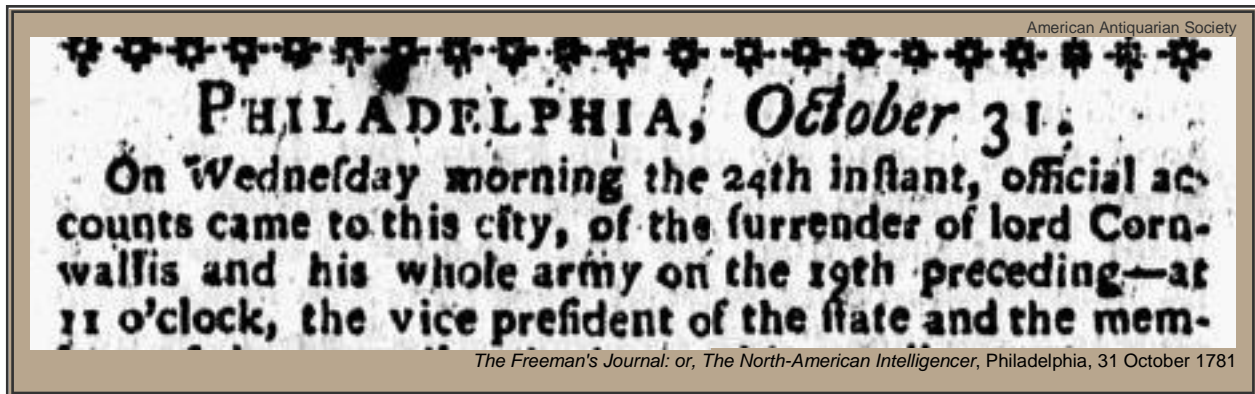 American Antiquarian Society
PHILADELPHIA, October 31.
On Wedneſday morning the 24th inſtant, official ac-
counts came to this city, of the ſurrender of lord Corn-
wallis and his whole army on the 19th preceding—at
11 o'clock, the vice preſident of the ſtate and the mem-
The Freeman's Journal: or, The North-American Intelligencer, Philadelphia, 31 October 1781